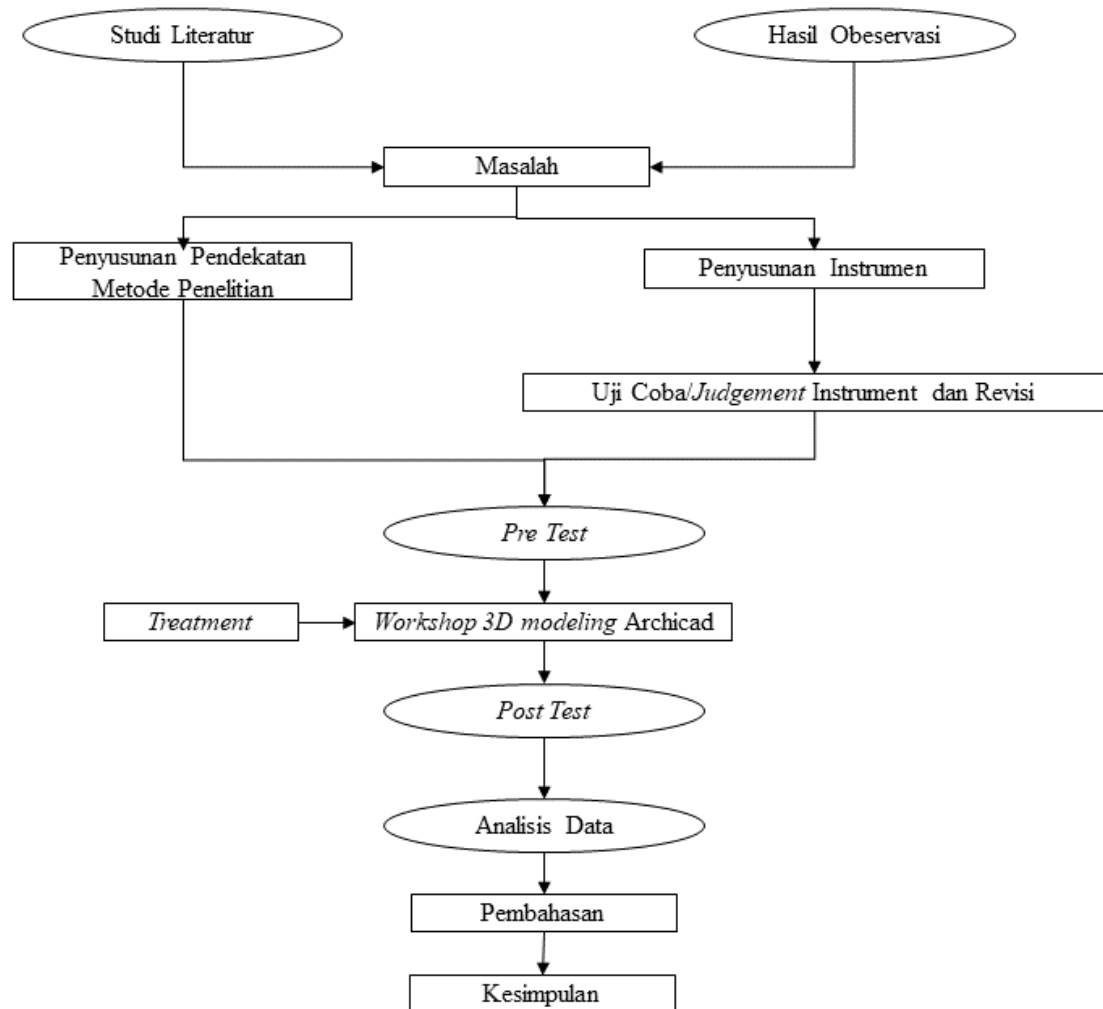 Studi Literatur
Hasil Obeservasi
Masalah
Penyusunan Pendekatan
Metode Penelitian
Penyusunan Instrumen
Uji Coba/Judgement Instrument dan Revisi
Pre Test
Treatment
Workshop 3D modeling Archicad
Post Test
Analisis Data
Pembahasan
Kesimpulan